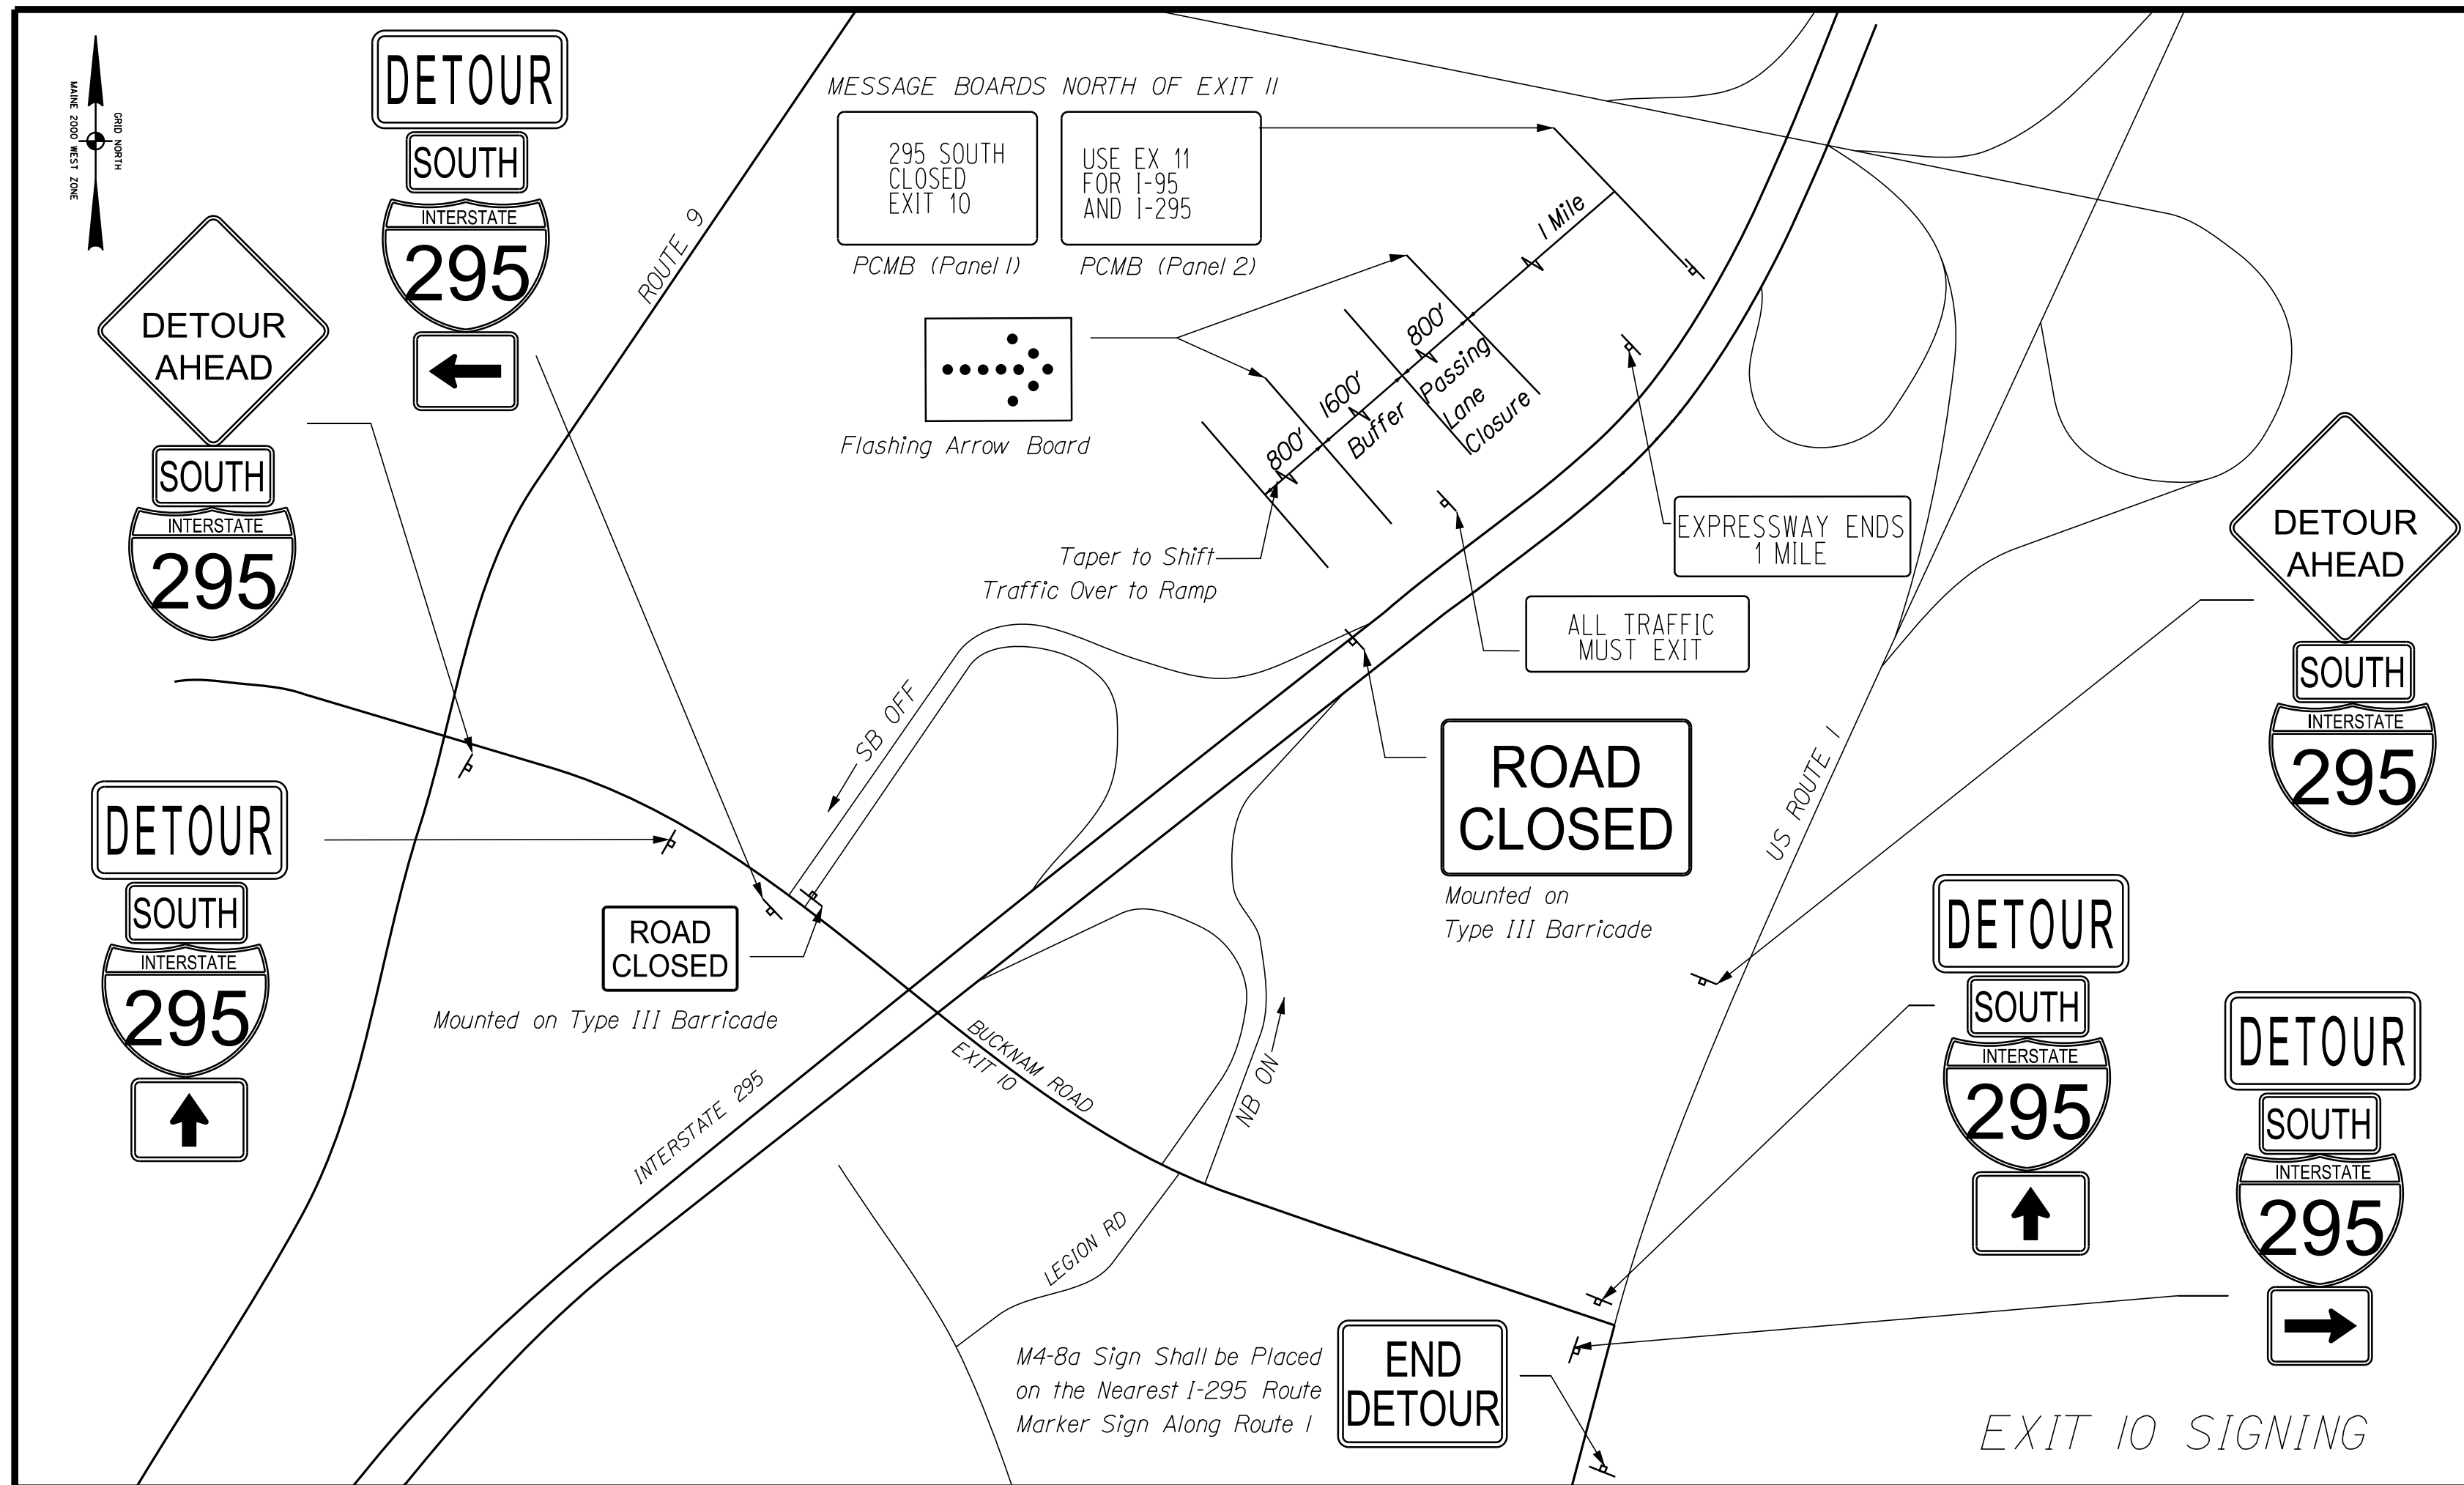 GRID NORTH
MAINE 2000 WEST ZONE
DETOUR
SOUTH
INTERSTATE
295
DETOUR
AHEAD
SOUTH
INTERSTATE
295
ROUTE 9
MESSAGE BOARDS NORTH OF EXIT 11
295 SOUTH
CLOSED
EXIT 10
PCMB (Panel 1)
USE EX 11
FOR I-95
AND I-295
PCMB (Panel 2)
Flashing Arrow Board
1 Mile
800'
Passing
Lane
Closure
1600'
Buffer
800'
Taper to Shift
Traffic Over to Ramp
EXPRESSWAY ENDS
1 MILE
ALL TRAFFIC
MUST EXIT
ROAD
CLOSED
Mounted on
Type III Barricade
SB OFF
US ROUTE 1
DETOUR
AHEAD
SOUTH
INTERSTATE
295
DETOUR
SOUTH
INTERSTATE
295
ROAD
CLOSED
Mounted on Type III Barricade
INTERSTATE 295
BUCKNAM ROAD
EXIT 10
NB ON
LEGION RD
DETOUR
SOUTH
INTERSTATE
295
DETOUR
SOUTH
INTERSTATE
295
M4-8a Sign Shall be Placed
on the Nearest I-295 Route
Marker Sign Along Route 1
END
DETOUR
EXIT 10 SIGNING